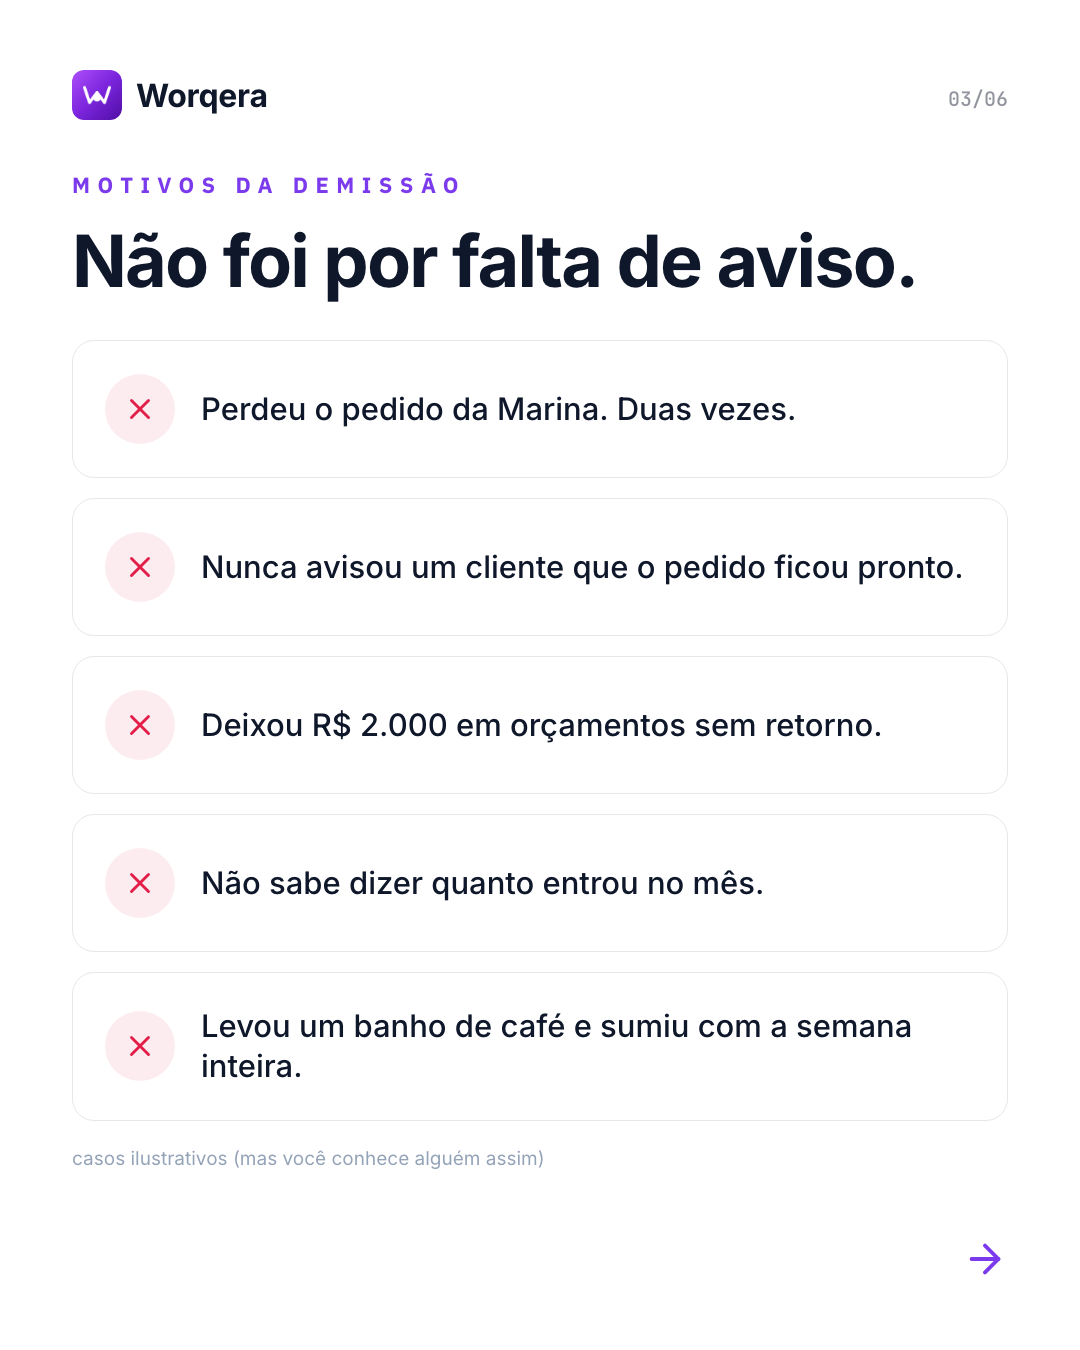 Worqera
03/06
MOTIVOS DA DEMISSÃO
Não foi por falta de aviso.
Perdeu o pedido da Marina. Duas vezes.
Nunca avisou um cliente que o pedido ficou pronto.
Deixou R$ 2.000 em orçamentos sem retorno.
Não sabe dizer quanto entrou no mês.
Levou um banho de café e sumiu com a semana
inteira.
casos ilustrativos (mas você conhece alguém assim)